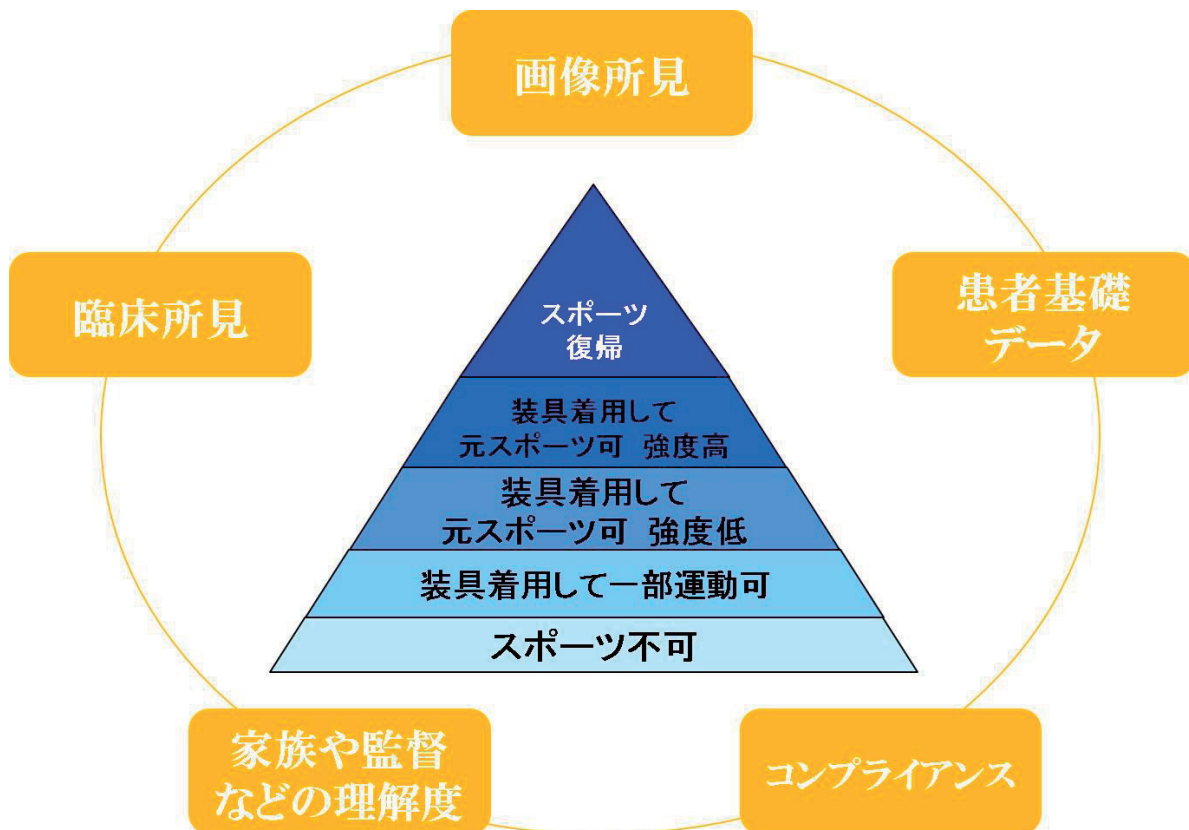 画像所見
臨床所見
患者基礎
データ
スポーツ
復帰
装具着用して
元スポーツ可 強度高
装具着用して
元スポーツ可 強度低
装具着用して一部運動可
スポーツ不可
家族や監督
などの理解度
コンプライアンス